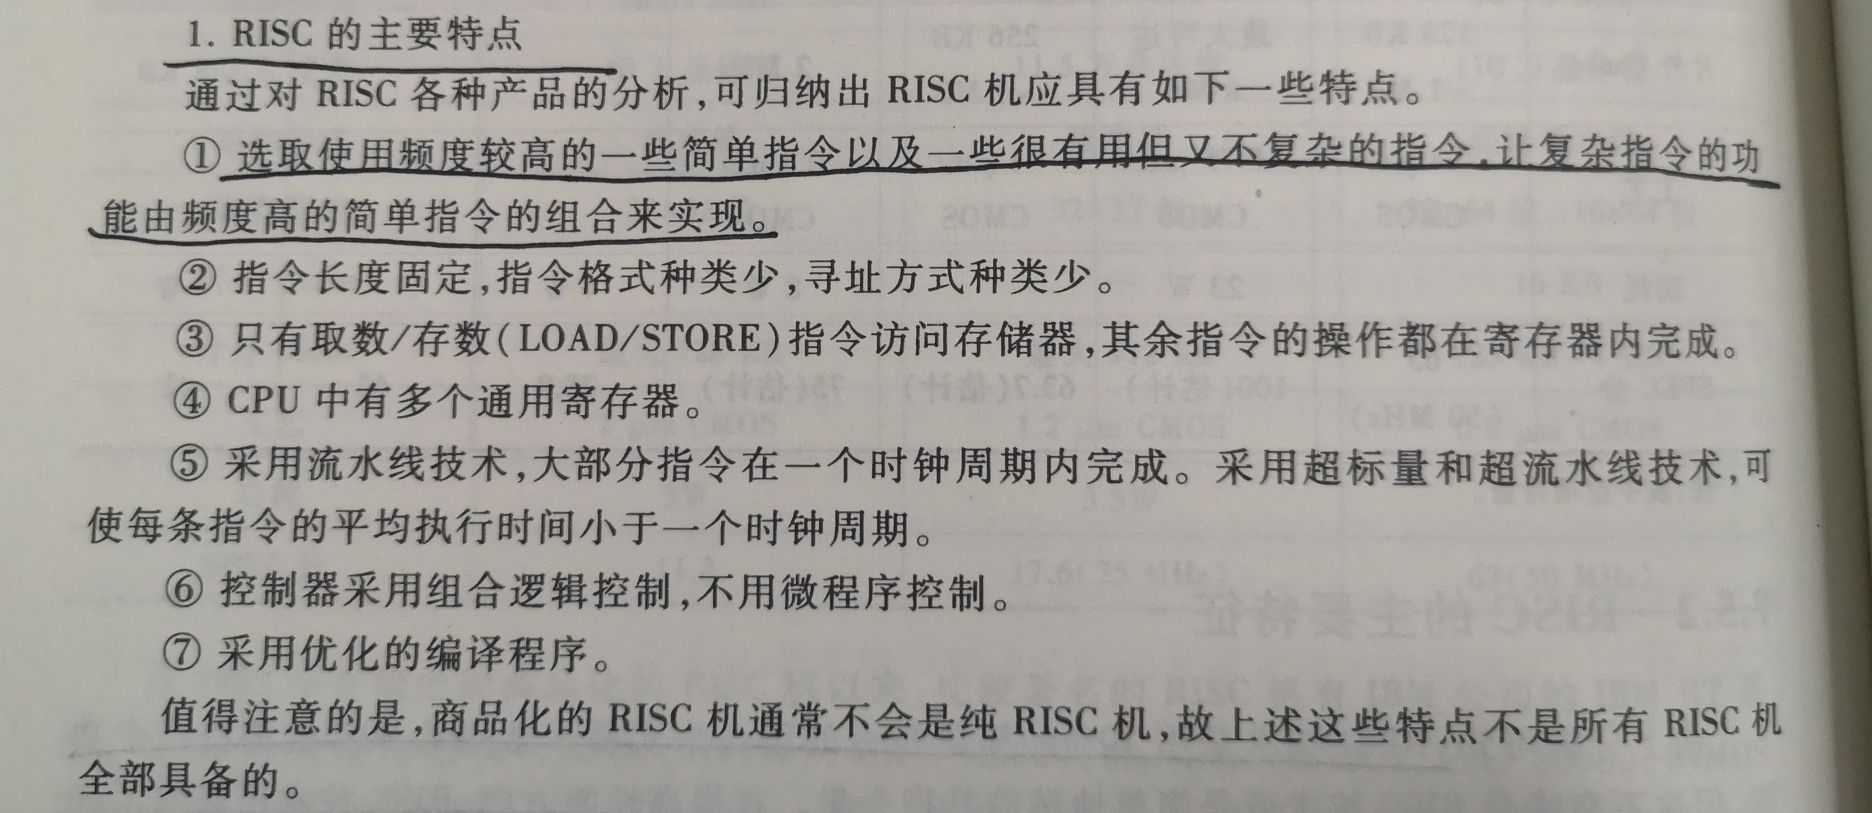 1. RISC 的主要特点
通过对 RISC 各种产品的分析,可归纳出 RISC 机应具有如下一些特点。
① 选取使用频度较高的一些简单指令以及一些很有用但又不复杂的指令,让复杂指令的功
能由频度高的简单指令的组合来实现。
② 指令长度固定,指令格式种类少,寻址方式种类少。
③ 只有取数/存数(LOAD/STORE)指令访问存储器,其余指令的操作都在寄存器内完成。
④ CPU 中有多个通用寄存器。
⑤ 采用流水线技术,大部分指令在一个时钟周期内完成。采用超标量和超流水线技术,可
使每条指令的平均执行时间小于一个时钟周期。
⑥ 控制器采用组合逻辑控制,不用微程序控制。
⑦ 采用优化的编译程序。
值得注意的是,商品化的 RISC 机通常不会是纯 RISC 机,故上述这些特点不是所有 RISC 机
全部具备的。